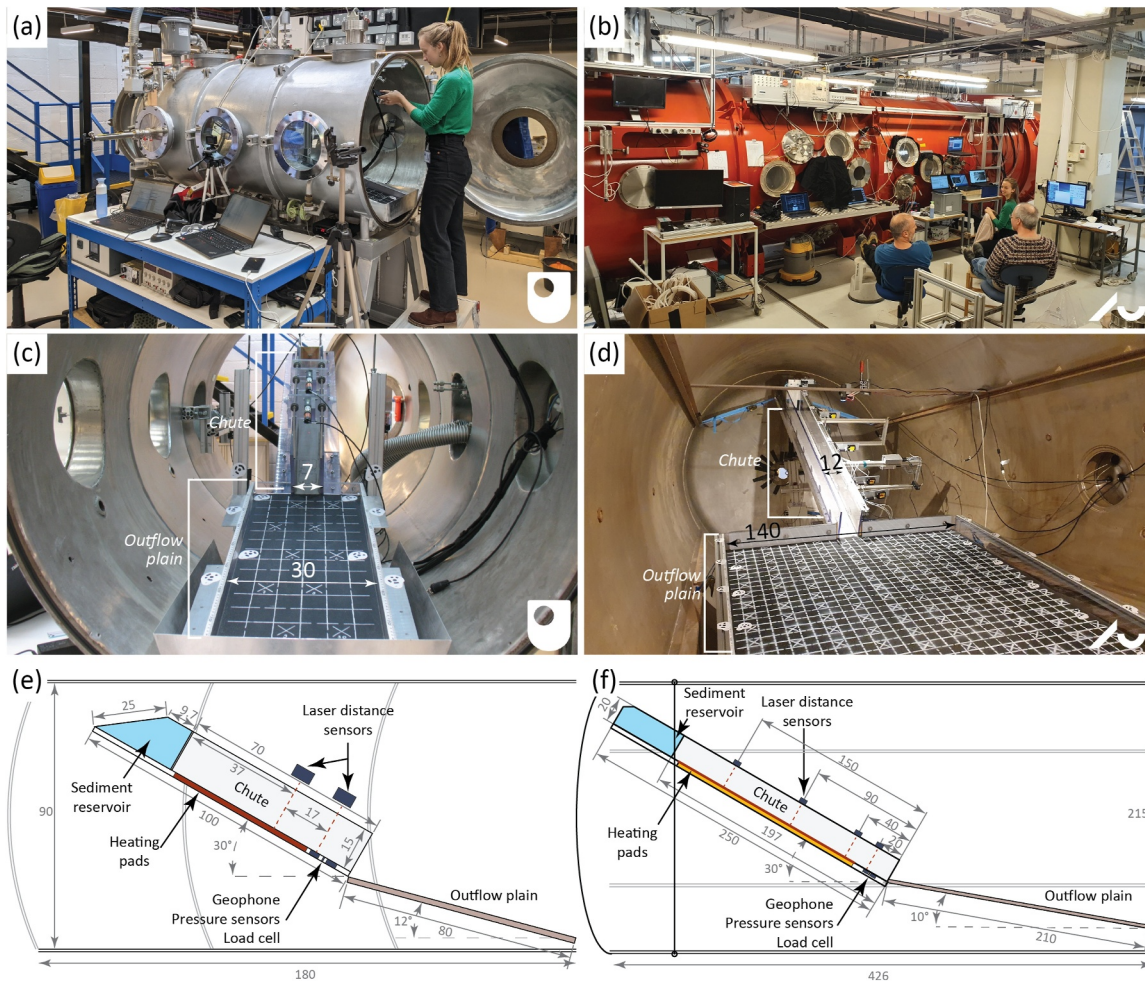 (a)
(b)
(c)
Chute
7
Outflow
plain
30
(d)
Chute
12
140
Outflow
plain
(e)
25
9.7
70
Laser distance
sensors
37
Chute
17
15
90
Sediment
reservoir
Heating
pads
100
30°
Geophone
Pressure sensors
Load cell
Outflow plain
12°
80
180
(f)
20
Sediment
reservoir
Laser distance
sensors
150
Chute
90
40
20
215
Heating
pads
197
250
30°
Geophone
Pressure sensors
Load cell
Outflow plain
10°
210
426